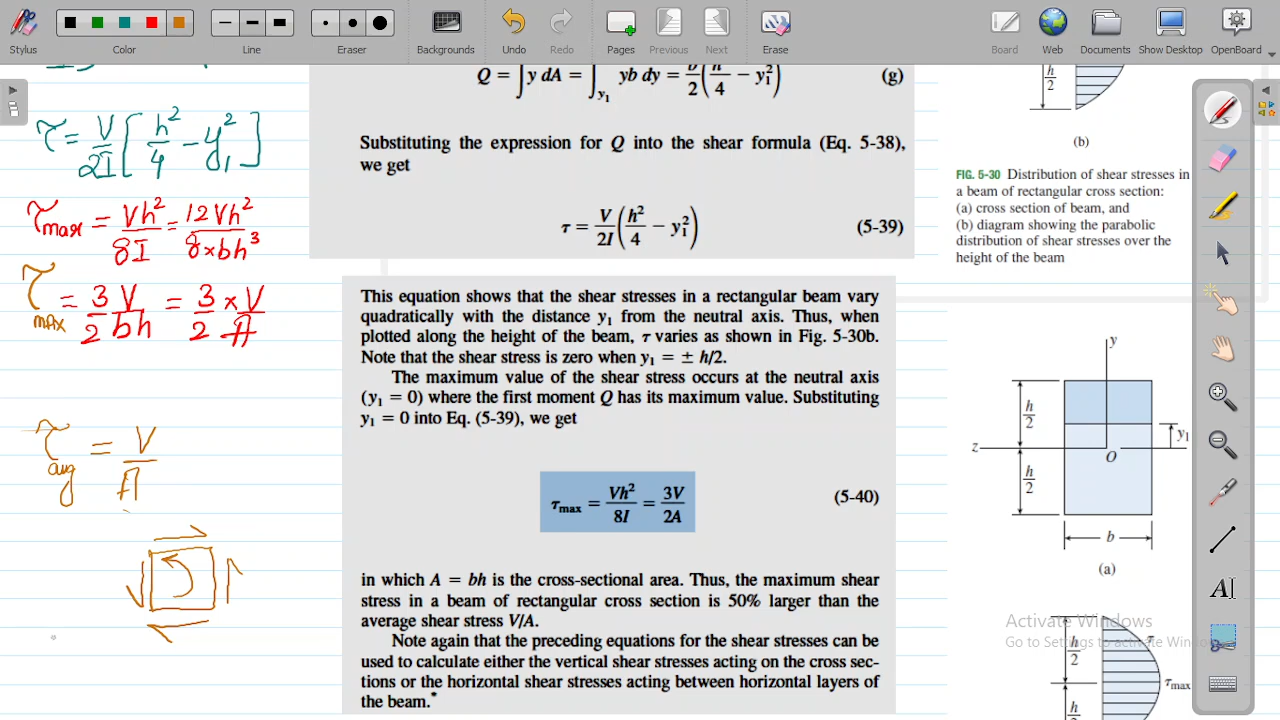 Stylus
Color
Line
Eraser
Backgrounds
Undo
Redo
Pages
Previous
Next
Erase
Board
Web
Documents
Show Desktop
OpenBoard
τ = V/2I [h²/4 − y₁²]
τmax = Vh²/8I = 12Vh²/8×bh³
τmax = 3/2 V/bh = 3/2 × V/A
τavg = V/A
Q = ∫y dA = ∫y₁ yb dy = b/2 (h²/4 − y₁²) (g)
Substituting the expression for Q into the shear formula (Eq. 5-38),
we get
τ = V/2I (h²/4 − y₁²) (5-39)
This equation shows that the shear stresses in a rectangular beam vary
quadratically with the distance y₁ from the neutral axis. Thus, when
plotted along the height of the beam, τ varies as shown in Fig. 5-30b.
Note that the shear stress is zero when y₁ = ± h/2.
The maximum value of the shear stress occurs at the neutral axis
(y₁ = 0) where the first moment Q has its maximum value. Substituting
y₁ = 0 into Eq. (5-39), we get
τmax = Vh²/8I = 3V/2A (5-40)
in which A = bh is the cross-sectional area. Thus, the maximum shear
stress in a beam of rectangular cross section is 50% larger than the
average shear stress V/A.
Note again that the preceding equations for the shear stresses can be
used to calculate either the vertical shear stresses acting on the cross sec-
tions or the horizontal shear stresses acting between horizontal layers of
the beam.*
h/2
(b)
FIG. 5-30 Distribution of shear stresses in
a beam of rectangular cross section:
(a) cross section of beam, and
(b) diagram showing the parabolic
distribution of shear stresses over the
height of the beam
y
h/2
y₁
z
O
h/2
b
(a)
Activate Windows
Go to Settings to activate Win
h/2
τ
τmax
h